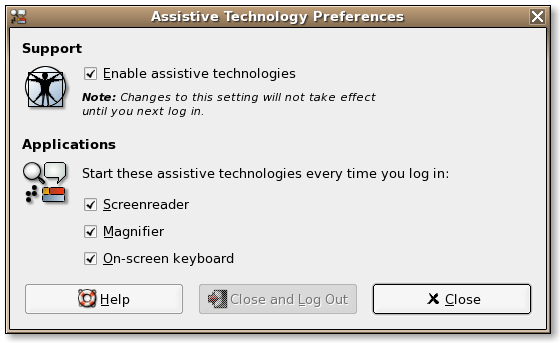 Assistive Technology Preferences
Support
Enable assistive technologies
Note: Changes to this setting will not take effect
until you next log in.
Applications
Start these assistive technologies every time you log in:
Screenreader
Magnifier
On-screen keyboard
Help
Close and Log Out
Close